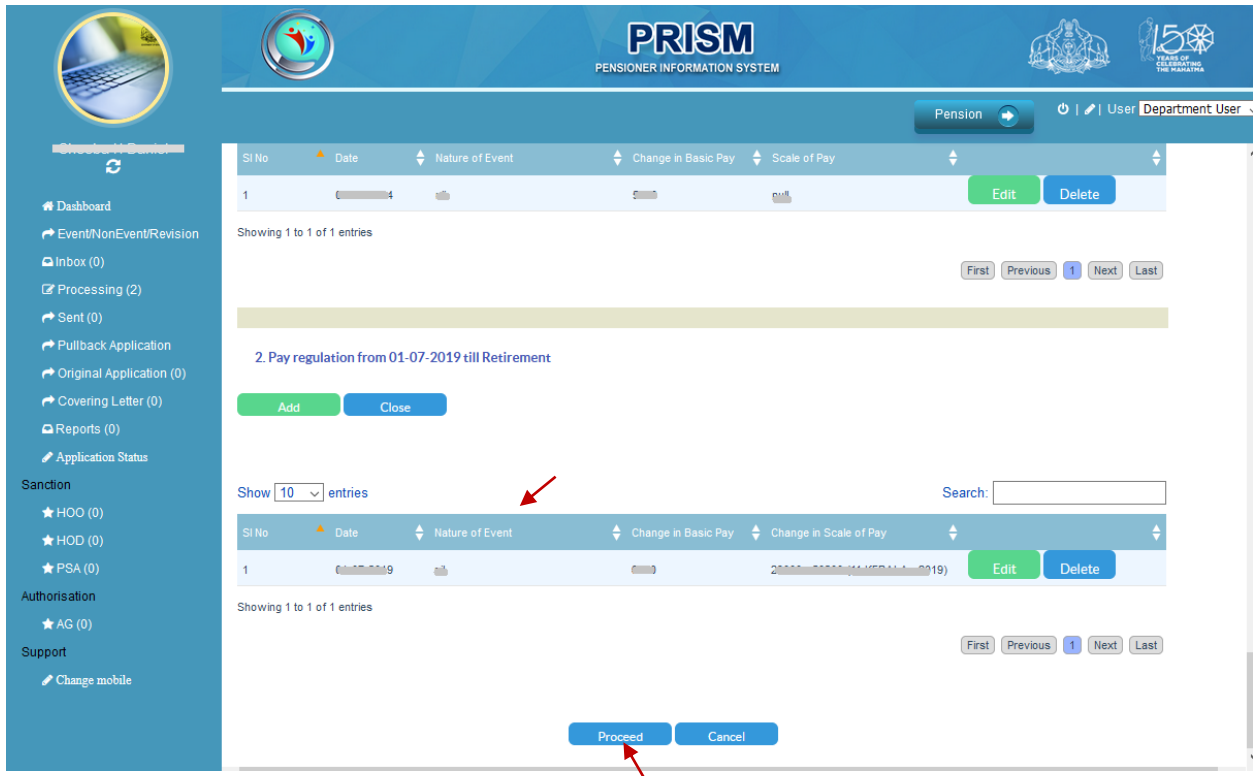 PRISM
PENSIONER INFORMATION SYSTEM
150
YEARS OF
CELEBRATING
THE MAHATMA
Pension
| | User Department User
Dashboard
Event/NonEvent/Revision
Inbox (0)
Processing (2)
Sent (0)
Pullback Application
Original Application (0)
Covering Letter (0)
Reports (0)
Application Status
Sanction
HOO (0)
HOD (0)
PSA (0)
Authorisation
AG (0)
Support
Change mobile
SI No Date Nature of Event Change in Basic Pay Scale of Pay
1 Edit Delete
Showing 1 to 1 of 1 entries
First Previous 1 Next Last
2. Pay regulation from 01-07-2019 till Retirement
Add Close
Show 10 entries Search:
SI No Date Nature of Event Change in Basic Pay Change in Scale of Pay
1 Edit Delete
Showing 1 to 1 of 1 entries
First Previous 1 Next Last
Proceed Cancel